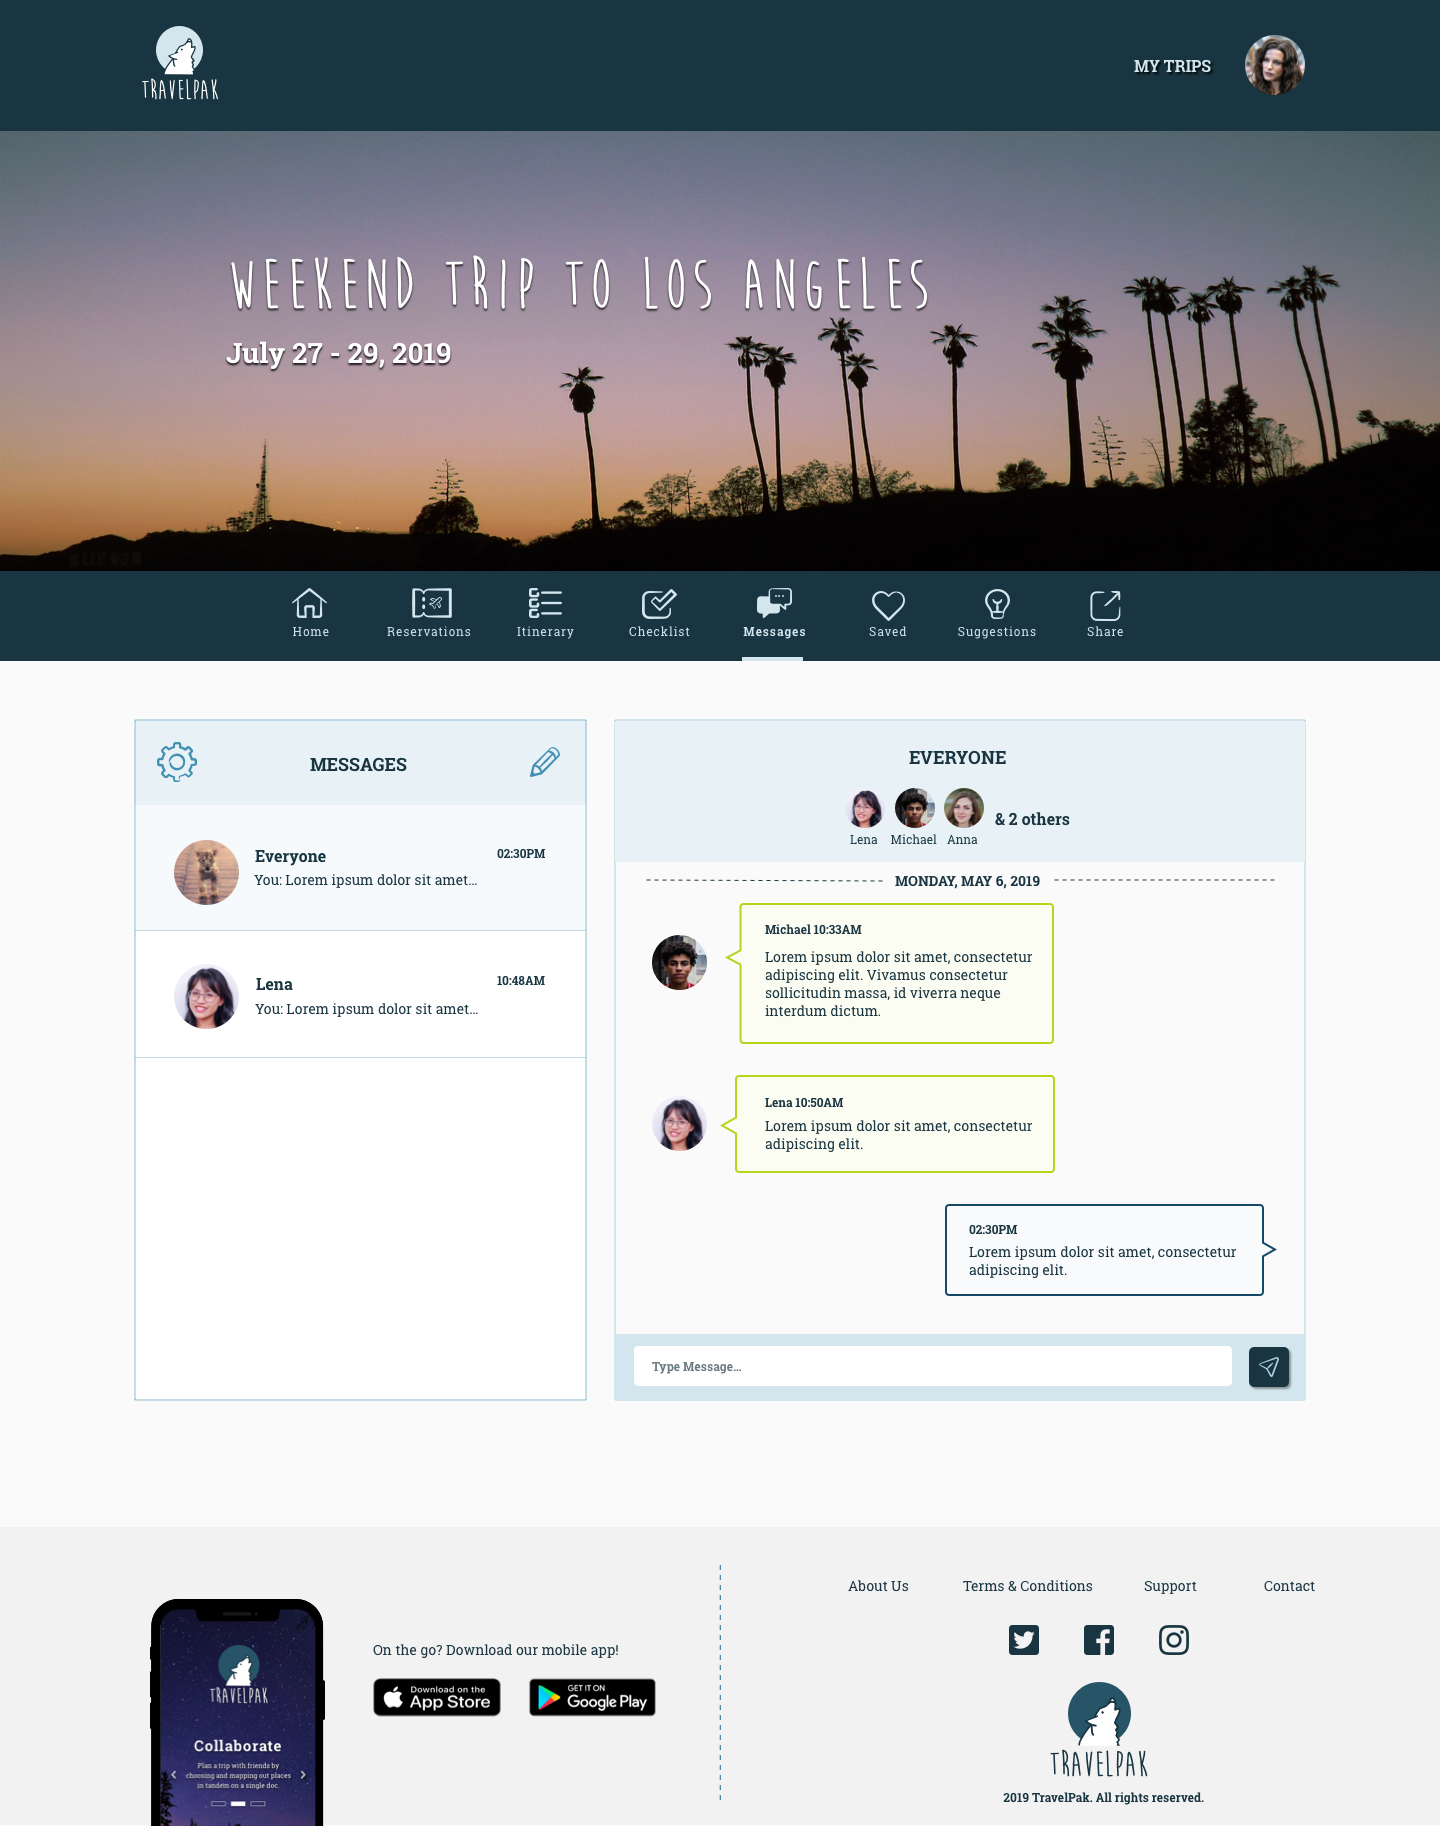 TRAVELPAK
MY TRIPS
WEEKEND TRIP TO LOS ANGELES
July 27 - 29, 2019
Home
Reservations
Itinerary
Checklist
Messages
Saved
Suggestions
Share
MESSAGES
Everyone
02:30PM
You: Lorem ipsum dolor sit amet...
Lena
10:48AM
You: Lorem ipsum dolor sit amet...
EVERYONE
Lena
Michael
Anna
& 2 others
MONDAY, MAY 6, 2019
Michael 10:33AM
Lorem ipsum dolor sit amet, consectetur
adipiscing elit. Vivamus consectetur
sollicitudin massa, id viverra neque
interdum dictum.
Lena 10:50AM
Lorem ipsum dolor sit amet, consectetur
adipiscing elit.
02:30PM
Lorem ipsum dolor sit amet, consectetur
adipiscing elit.
Type Message...
TRAVELPAK
Collaborate
Plan a trip with friends by
choosing and mapping out places
in tandem on a single doc.
On the go? Download our mobile app!
Download on the
App Store
GET IT ON
Google Play
About Us
Terms & Conditions
Support
Contact
TRAVELPAK
2019 TravelPak. All rights reserved.